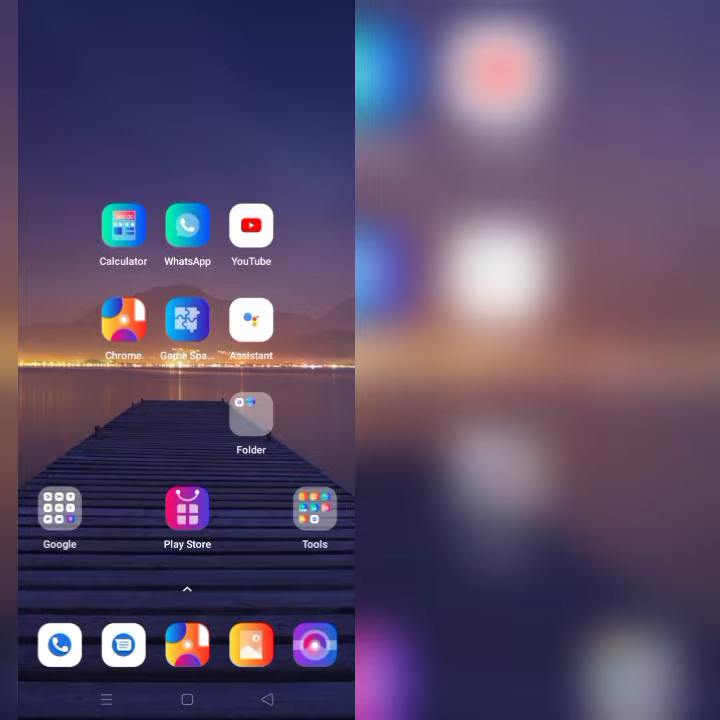 Calculator
WhatsApp
YouTube
Chrome
Game Spa...
Assistant
Folder
Google
Play Store
Tools